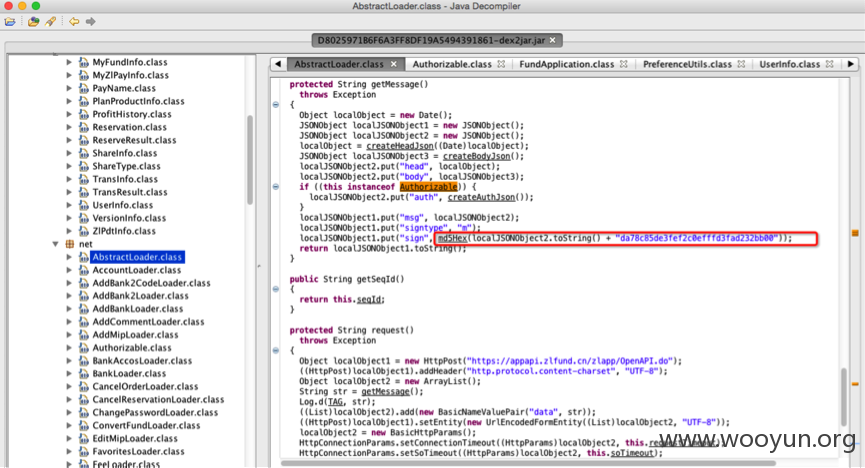 AbstractLoader.class - Java Decompiler
D8025971B6F6A3FF8DF19A5494391861-dex2jar.jar
MyFundInfo.class
MyZlPayInfo.class
PayName.class
PlanProductInfo.class
ProfitHistory.class
Reservation.class
ReserveResult.class
ShareInfo.class
ShareType.class
TransInfo.class
TransResult.class
UserInfo.class
VersionInfo.class
ZlPdtInfo.class
net
AbstractLoader.class
AccountLoader.class
AddBank2CodeLoader.class
AddBank2Loader.class
AddBankLoader.class
AddCommentLoader.class
AddMipLoader.class
Authorizable.class
BankAccosLoader.class
BankLoader.class
CancelOrderLoader.class
CancelReservationLoader.class
ChangePasswordLoader.class
ConvertFundLoader.class
EditMipLoader.class
FavoritesLoader.class
FeeLoader.class
AbstractLoader.class Authorizable.class FundApplication.class PreferenceUtils.class UserInfo.class
protected String getMessage()
throws Exception
{
Object localObject = new Date();
JSONObject localJSONObject1 = new JSONObject();
JSONObject localJSONObject2 = new JSONObject();
localObject = createHeadJson((Date)localObject);
JSONObject localJSONObject3 = createBodyJson();
localJSONObject2.put("head", localObject);
localJSONObject2.put("body", localJSONObject3);
if ((this instanceof Authorizable)) {
localJSONObject2.put("auth", createAuthJson());
}
localJSONObject1.put("msg", localJSONObject2);
localJSONObject1.put("signtype", "m");
localJSONObject1.put("sign", md5Hex(localJSONObject2.toString() + "da78c85de3fef2c0efffd3fad232bb00"));
return localJSONObject1.toString();
}
public String getSeqId()
{
return this.seqId;
}
protected String request()
throws Exception
{
Object localObject1 = new HttpPost("https://appapi.zlfund.cn/zlapp/OpenAPI.do");
((HttpPost)localObject1).addHeader("http.protocol.content-charset", "UTF-8");
Object localObject2 = new ArrayList();
String str = getMessage();
Log.d(TAG, str);
((List)localObject2).add(new BasicNameValuePair("data", str));
((HttpPost)localObject1).setEntity(new UrlEncodedFormEntity((List)localObject2, "UTF-8"));
localObject2 = new BasicHttpParams();
HttpConnectionParams.setConnectionTimeout((HttpParams)localObject2, this.requestTimeout);
HttpConnectionParams.setSoTimeout((HttpParams)localObject2, this.soTimeout);
www.wooyun.org